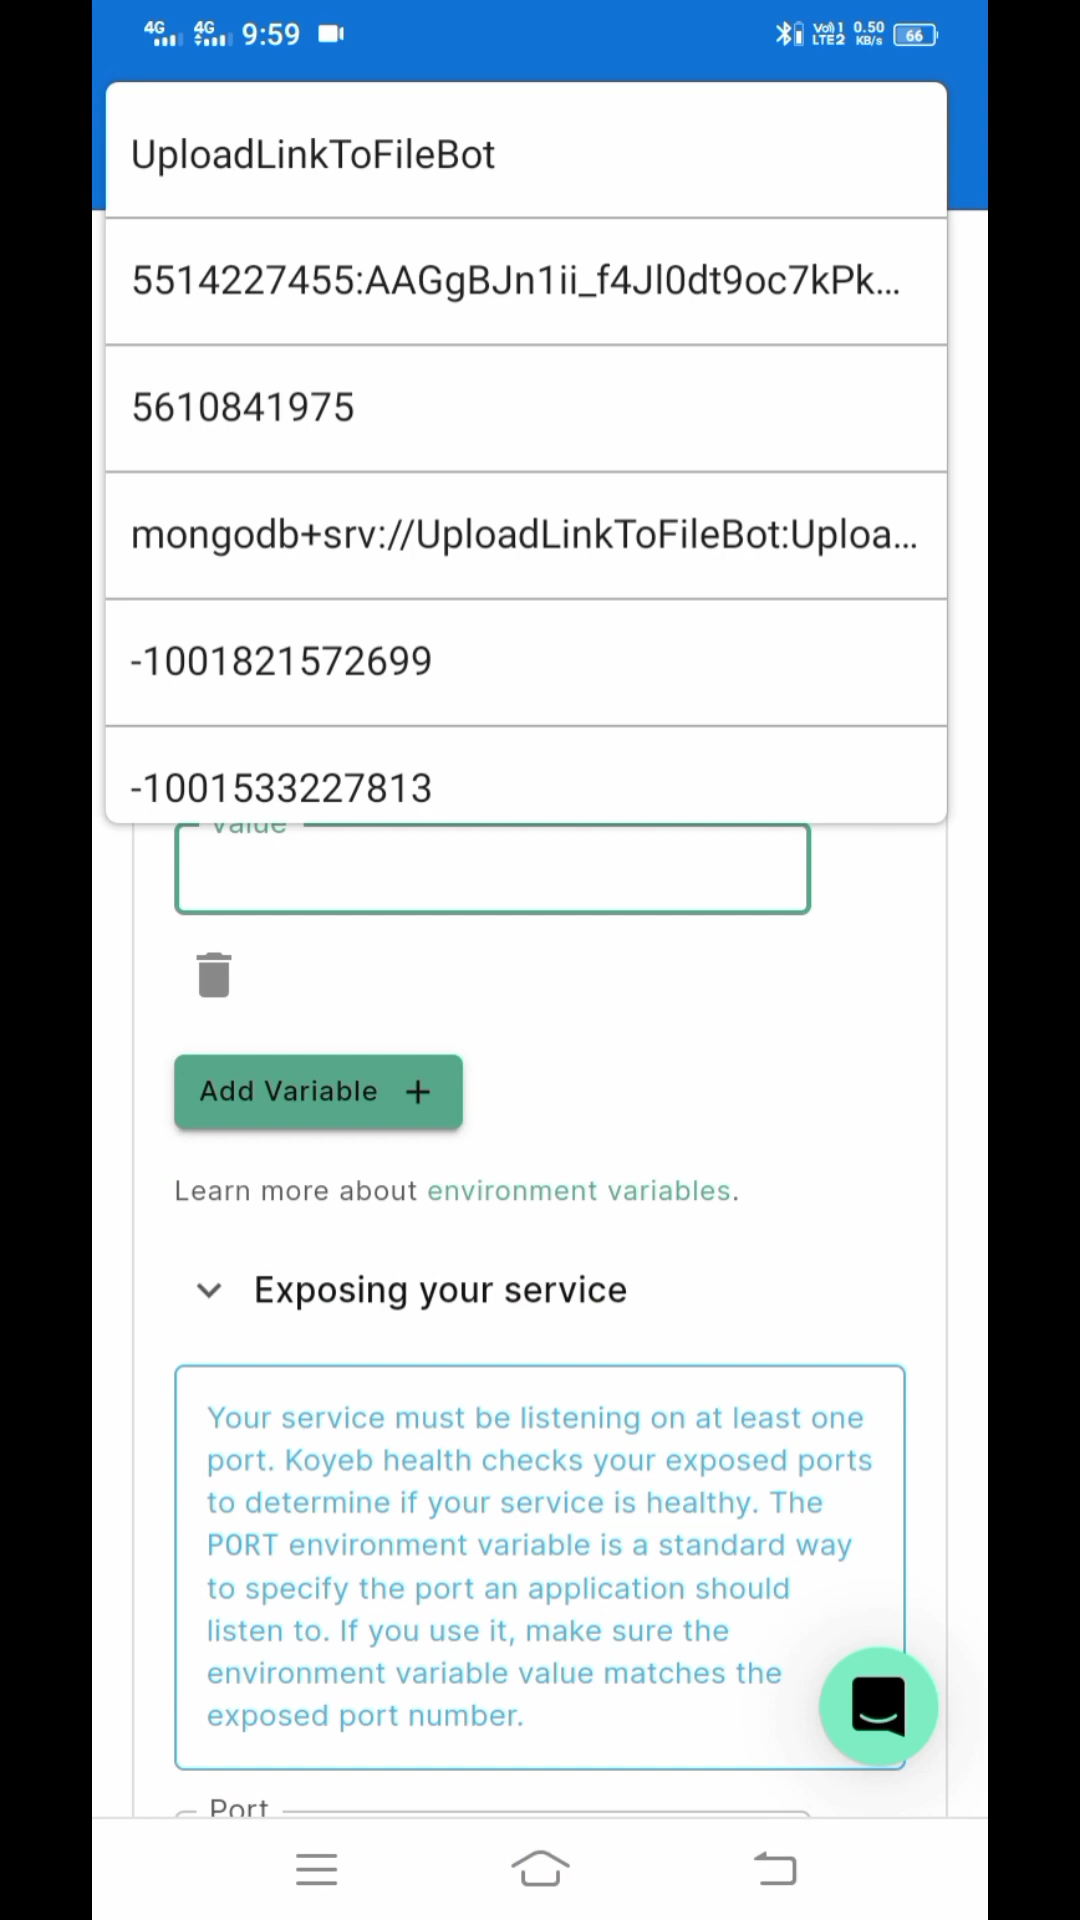 4G 4G 9:59 Vo) 1 LTE2 0.50 KB/s 66
UploadLinkToFileBot
5514227455:AAGgBJn1ii_f4Jl0dt9oc7kPk...
5610841975
mongodb+srv://UploadLinkToFileBot:Uploa...
-1001821572699
-1001533227813
Value
Add Variable +
Learn more about environment variables.
Exposing your service
Your service must be listening on at least one
port. Koyeb health checks your exposed ports
to determine if your service is healthy. The
PORT environment variable is a standard way
to specify the port an application should
listen to. If you use it, make sure the
environment variable value matches the
exposed port number.
Port